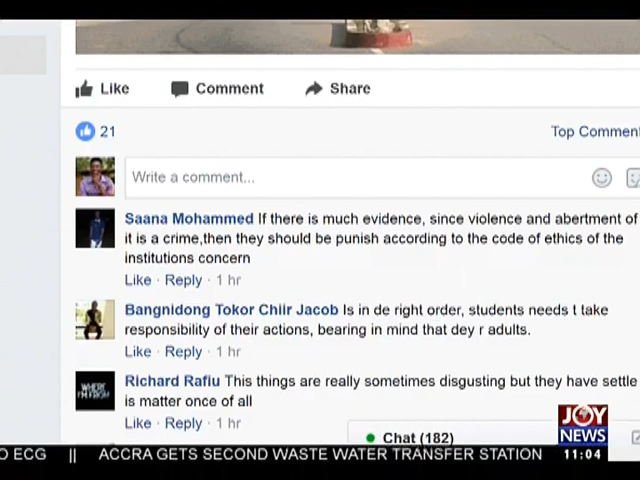 Like Comment Share
21 Top Comment
Write a comment...
Saana Mohammed If there is much evidence, since violence and abertment of
it is a crime,then they should be punish according to the code of ethics of the
institutions concern
Like · Reply · 1 hr
Bangnidong Tokor Chiir Jacob Is in de right order, students needs t take
responsibility of their actions, bearing in mind that dey r adults.
Like · Reply · 1 hr
WHERE
I'M FROM
Richard Rafiu This things are really sometimes disgusting but they have settle
is matter once of all
Like · Reply · 1 hr
Chat (182)
JOY
NEWS
O ECG || ACCRA GETS SECOND WASTE WATER TRANSFER STATION 11:04